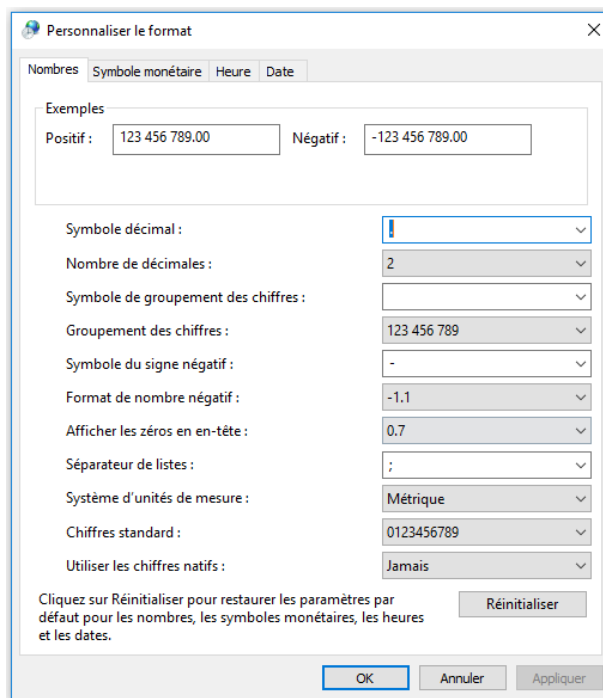 Personnaliser le format
Nombres Symbole monétaire Heure Date
Exemples
Positif : 123 456 789.00 Négatif : -123 456 789.00
Symbole décimal : .
Nombre de décimales : 2
Symbole de groupement des chiffres :
Groupement des chiffres : 123 456 789
Symbole du signe négatif : -
Format de nombre négatif : -1.1
Afficher les zéros en en-tête : 0.7
Séparateur de listes : ;
Système d'unités de mesure : Métrique
Chiffres standard : 0123456789
Utiliser les chiffres natifs : Jamais
Cliquez sur Réinitialiser pour restaurer les paramètres par
défaut pour les nombres, les symboles monétaires, les heures
et les dates.
Réinitialiser
OK Annuler Appliquer